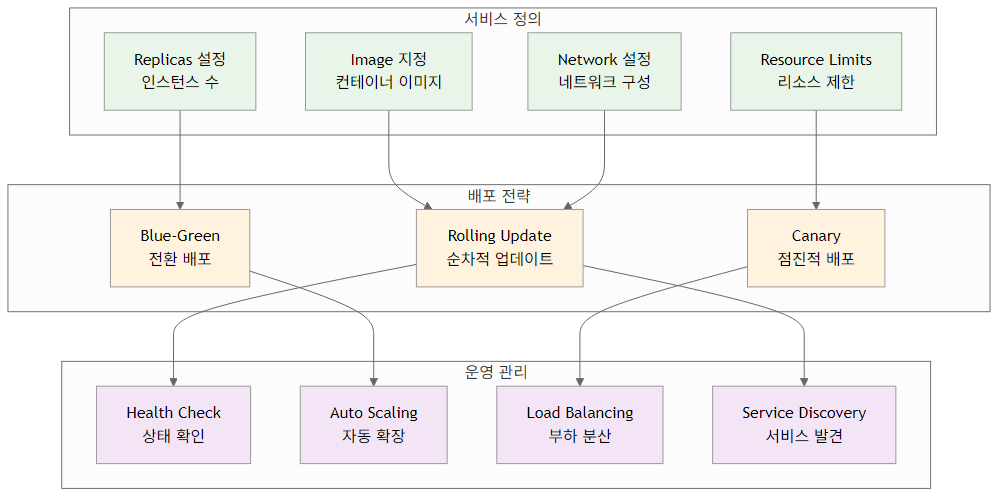 서비스 정의
Replicas 설정
인스턴스 수
Image 지정
컨테이너 이미지
Network 설정
네트워크 구성
Resource Limits
리소스 제한
배포 전략
Blue-Green
전환 배포
Rolling Update
순차적 업데이트
Canary
점진적 배포
운영 관리
Health Check
상태 확인
Auto Scaling
자동 확장
Load Balancing
부하 분산
Service Discovery
서비스 발견